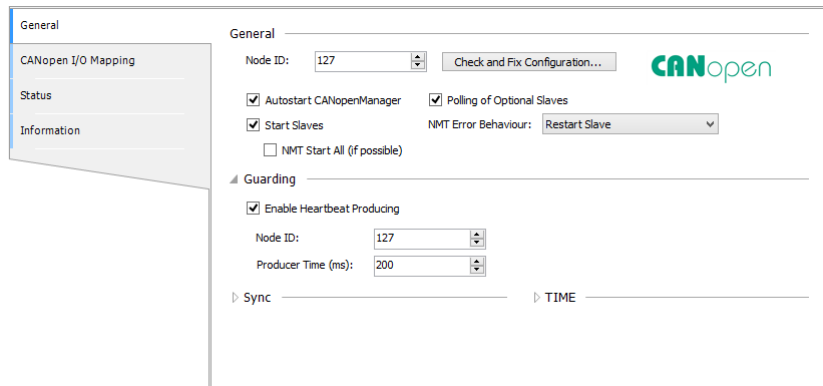 General
CANopen I/O Mapping
Status
Information
General
Node ID: 127 Check and Fix Configuration... CANopen
Autostart CANopenManager Polling of Optional Slaves
Start Slaves NMT Error Behaviour: Restart Slave
NMT Start All (if possible)
Guarding
Enable Heartbeat Producing
Node ID: 127
Producer Time (ms): 200
Sync TIME